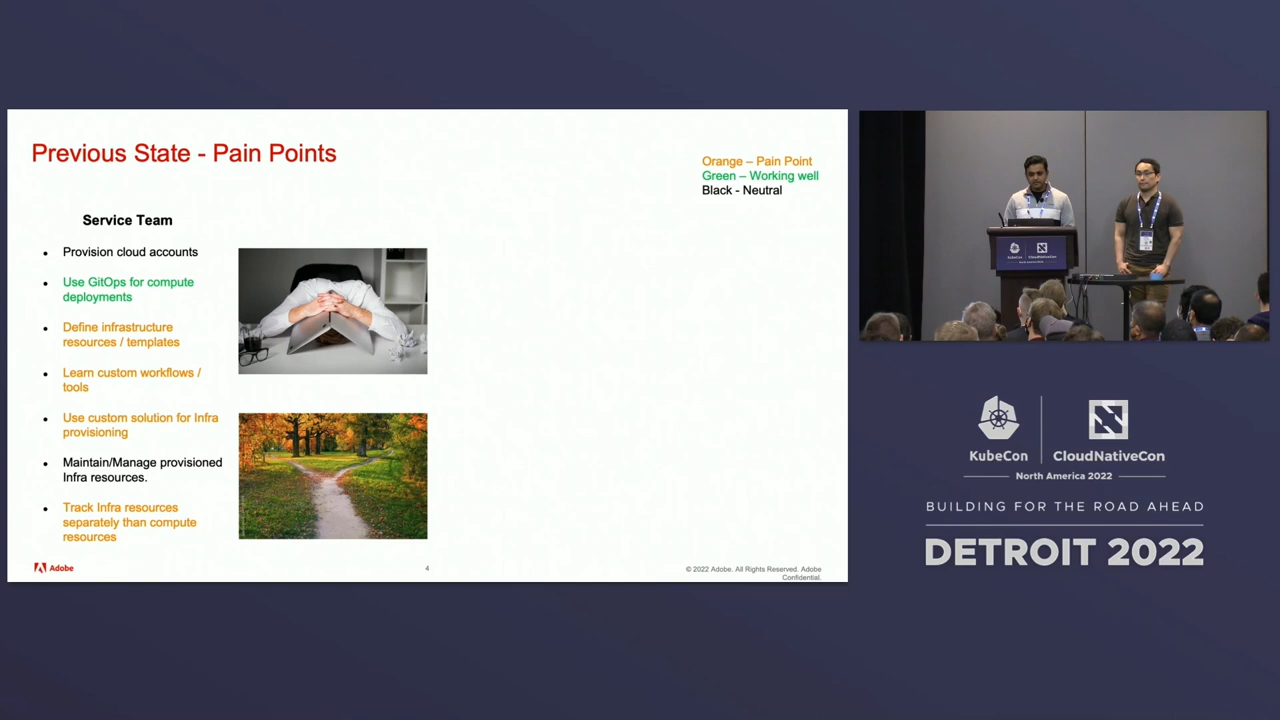 Previous State - Pain Points
Orange – Pain Point
Green – Working well
Black - Neutral
Service Team
Provision cloud accounts
Use GitOps for compute
deployments
Define infrastructure
resources / templates
Learn custom workflows /
tools
Use custom solution for Infra
provisioning
Maintain/Manage provisioned
Infra resources.
Track Infra resources
separately than compute
resources
Adobe
4
© 2022 Adobe. All Rights Reserved. Adobe
Confidential.
KubeCon
CloudNativeCon
KubeCon
CloudNativeCon
North America 2022
BUILDING FOR THE ROAD AHEAD
DETROIT 2022